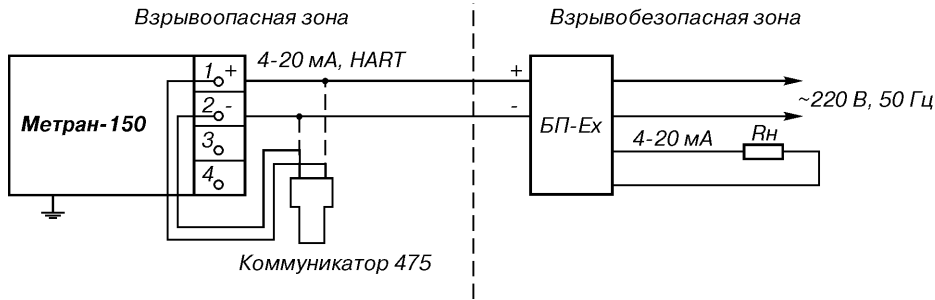 Взрывоопасная зона
Взрывобезопасная зона
4-20 мА, HART
1 +
2 -
3
4
Метран-150
+
-
БП-Ех
~220 В, 50 Гц
4-20 мА
Rн
Коммуникатор 475